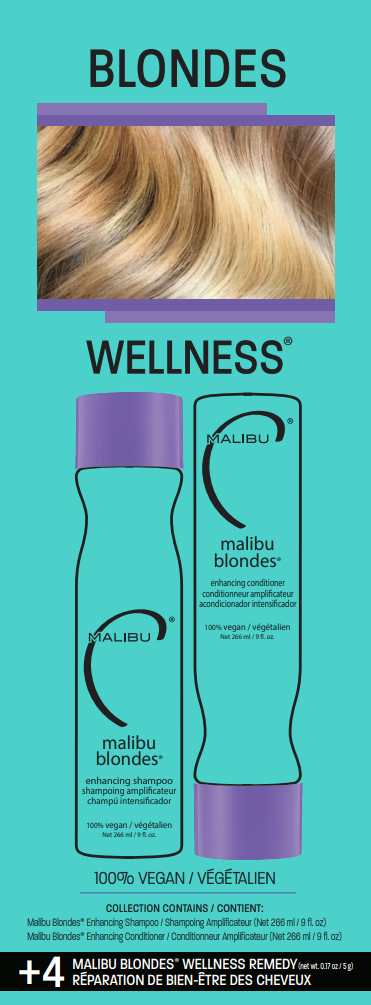 BLONDES
WELLNESS®
MALIBU®
malibu
blondes®
enhancing conditioner
conditionneur amplificateur
acondicionador intensificador
100% vegan / végétalien
Net 266 ml / 9 fl. oz.
MALIBU®
malibu
blondes®
enhancing shampoo
shampoing amplificateur
champú intensificador
100% vegan / végétalien
Net 266 ml / 9 fl. oz.
100% VEGAN / VÉGÉTALIEN
COLLECTION CONTAINS / CONTIENT:
Malibu Blondes® Enhancing Shampoo / Shampoing Amplificateur (Net 266 ml / 9 fl. oz)
Malibu Blondes® Enhancing Conditioner / Conditionneur Amplificateur (Net 266 ml / 9 fl. oz)
+4 MALIBU BLONDES® WELLNESS REMEDY (net wt. 0.17 oz / 5 g)
RÉPARATION DE BIEN-ÊTRE DES CHEVEUX